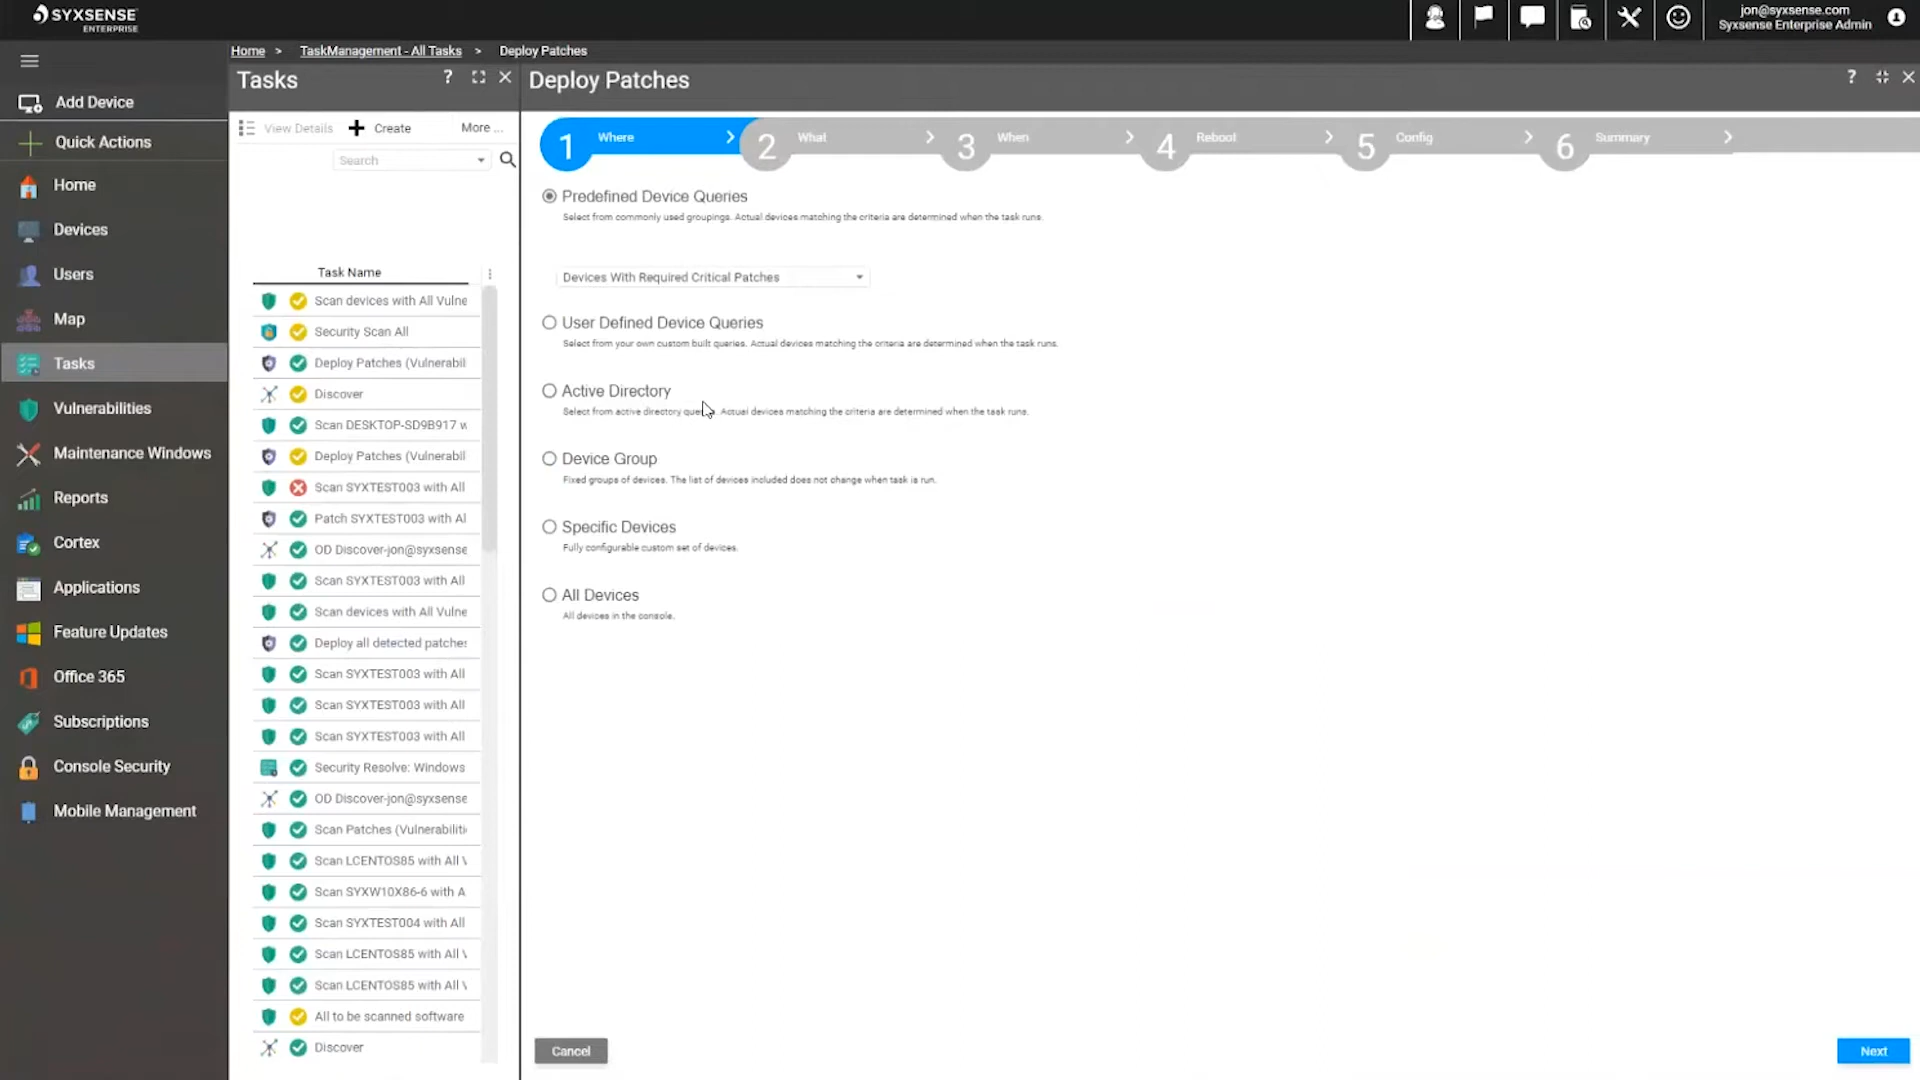 SYXSENSE
ENTERPRISE
jon@syxsense.com
Syxsense Enterprise Admin
Home > TaskManagement - All Tasks > Deploy Patches
Add Device
Quick Actions
Home
Devices
Users
Map
Tasks
Vulnerabilities
Maintenance Windows
Reports
Cortex
Applications
Feature Updates
Office 365
Subscriptions
Console Security
Mobile Management
Tasks ?
View Details Create More ...
Search
Task Name
Scan devices with All Vulne
Security Scan All
Deploy Patches (Vulnerabil
Discover
Scan DESKTOP-SD9B917 w
Deploy Patches (Vulnerabil
Scan SYXTEST003 with All
Patch SYXTEST003 with Al
OD Discover-jon@syxsense
Scan SYXTEST003 with All
Scan devices with All Vulne
Deploy all detected patches
Scan SYXTEST003 with All
Scan SYXTEST003 with All
Scan SYXTEST003 with All
Security Resolve: Windows
OD Discover-jon@syxsense
Scan Patches (Vulnerabiliti
Scan LCENTOS85 with All V
Scan SYXW10X86-6 with A
Scan SYXTEST004 with All
Scan LCENTOS85 with All V
Scan LCENTOS85 with All V
All to be scanned software
Discover
Deploy Patches ?
1 Where
2 What
3 When
4 Reboot
5 Config
6 Summary
Predefined Device Queries
Select from commonly used groupings. Actual devices matching the criteria are determined when the task runs.
Devices With Required Critical Patches
User Defined Device Queries
Select from your own custom built queries. Actual devices matching the criteria are determined when the task runs.
Active Directory
Select from active directory Actual devices matching the criteria are determined when the task runs.
Device Group
Fixed groups of devices. The list of devices included does not change when task is run.
Specific Devices
Fully configurable custom set of devices.
All Devices
All devices in the console.
Cancel
Next